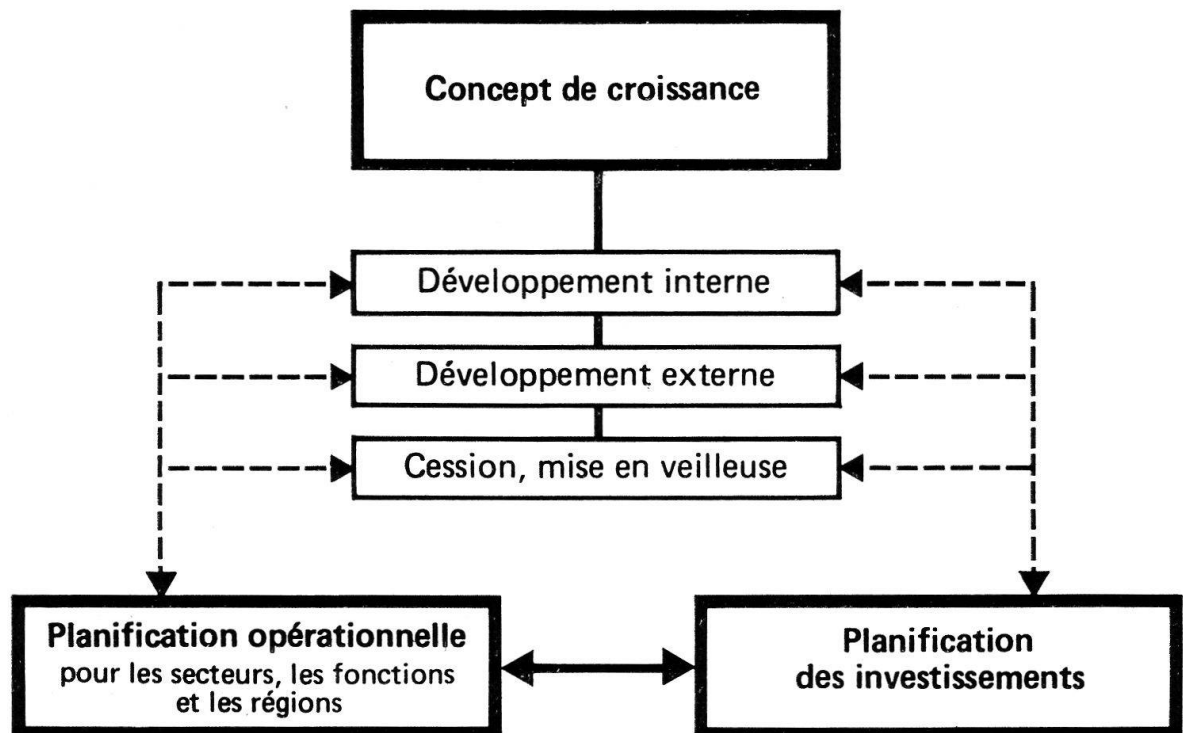 Concept de croissance
Développement interne
Développement externe
Cession, mise en veilleuse
Planification opérationnelle
pour les secteurs, les fonctions
et les régions
Planification
des investissements